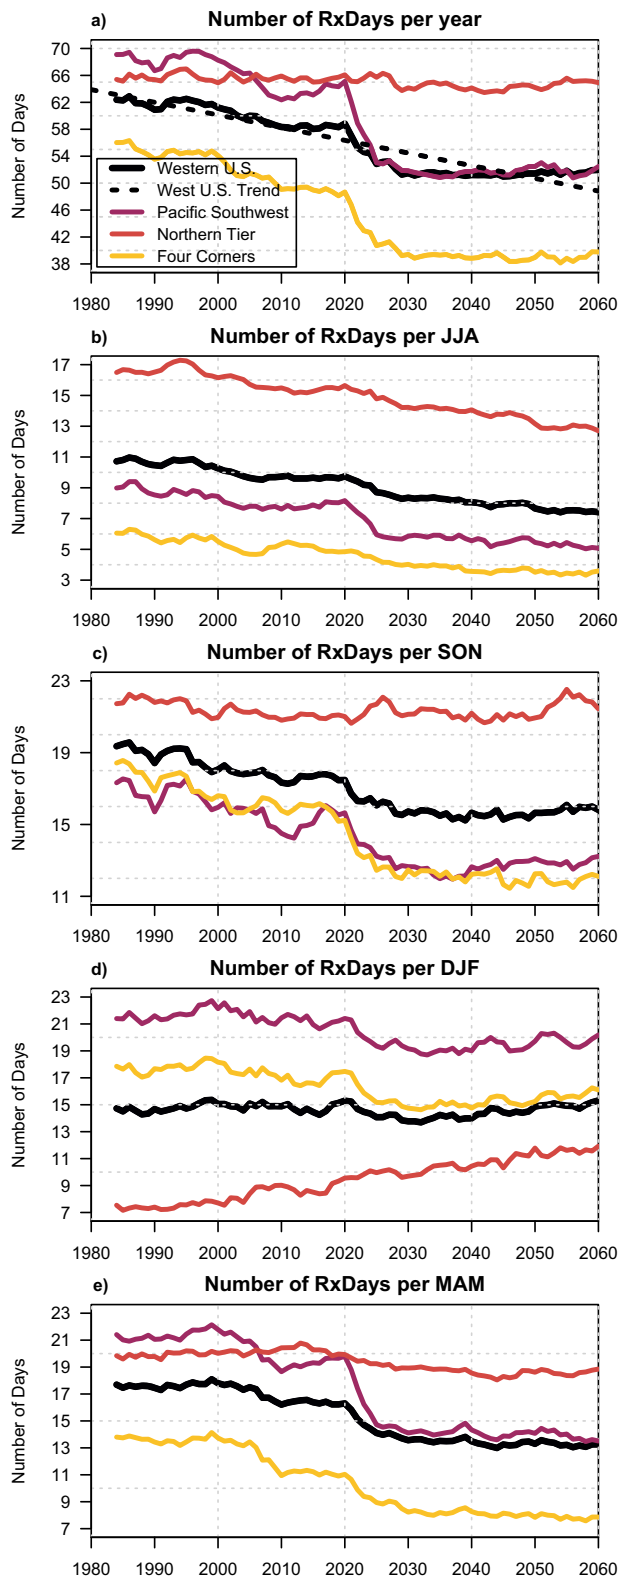 a) Number of RxDays per year
Number of Days
70
66
62
58
54
50
46
42
38
Western U.S.
West U.S. Trend
Pacific Southwest
Northern Tier
Four Corners
1980 1990 2000 2010 2020 2030 2040 2050 2060
b) Number of RxDays per JJA
Number of Days
17
15
13
11
9
7
5
3
1980 1990 2000 2010 2020 2030 2040 2050 2060
c) Number of RxDays per SON
Number of Days
23
19
15
11
1980 1990 2000 2010 2020 2030 2040 2050 2060
d) Number of RxDays per DJF
Number of Days
23
21
19
17
15
13
11
9
7
1980 1990 2000 2010 2020 2030 2040 2050 2060
e) Number of RxDays per MAM
Number of Days
23
21
19
17
15
13
11
9
7
1980 1990 2000 2010 2020 2030 2040 2050 2060